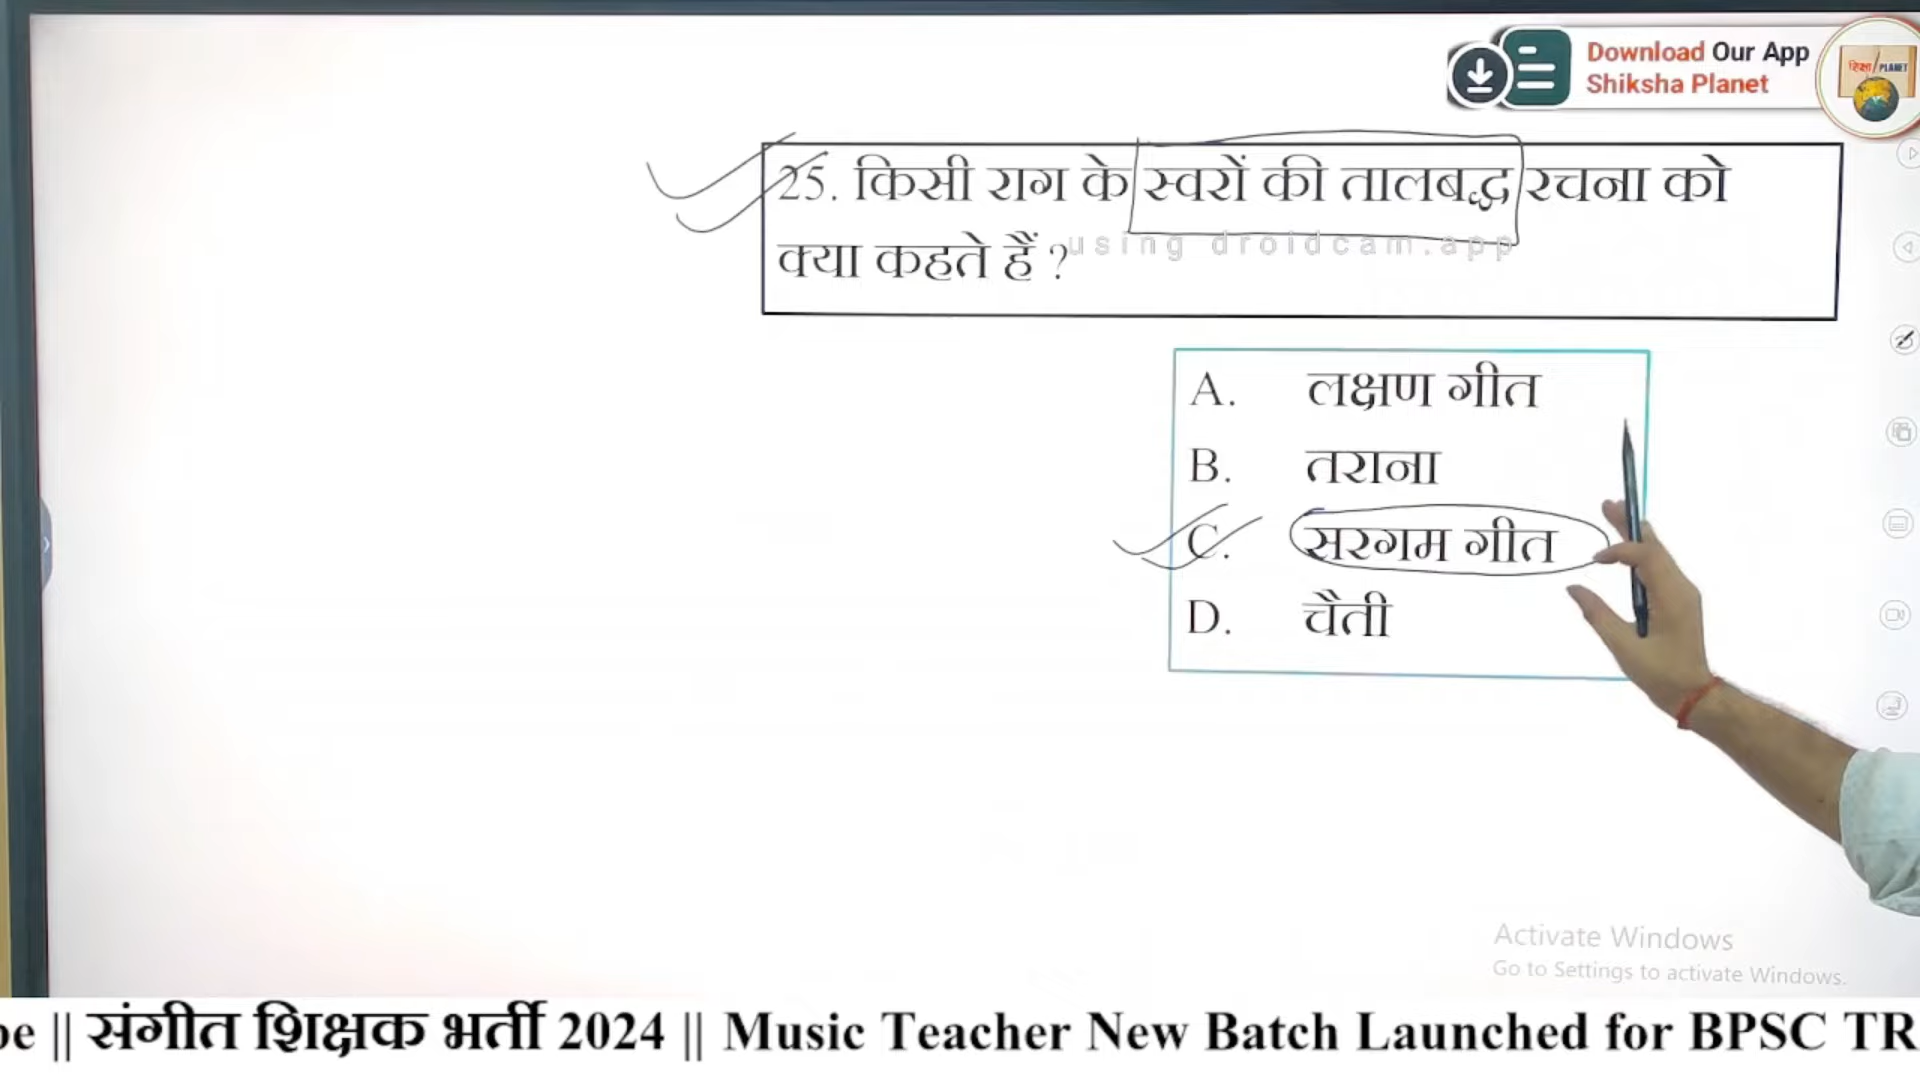 Download Our App
Shiksha Planet
शिक्षा PLANET
25. किसी राग के स्वरों की तालबद्ध रचना को
क्या कहते हैं ?
using droidcam.app
A. लक्षण गीत
B. तराना
C. सरगम गीत
D. चैती
Activate Windows
Go to Settings to activate Windows.
|| संगीत शिक्षक भर्ती 2024 || Music Teacher New Batch Launched for BPSC TR